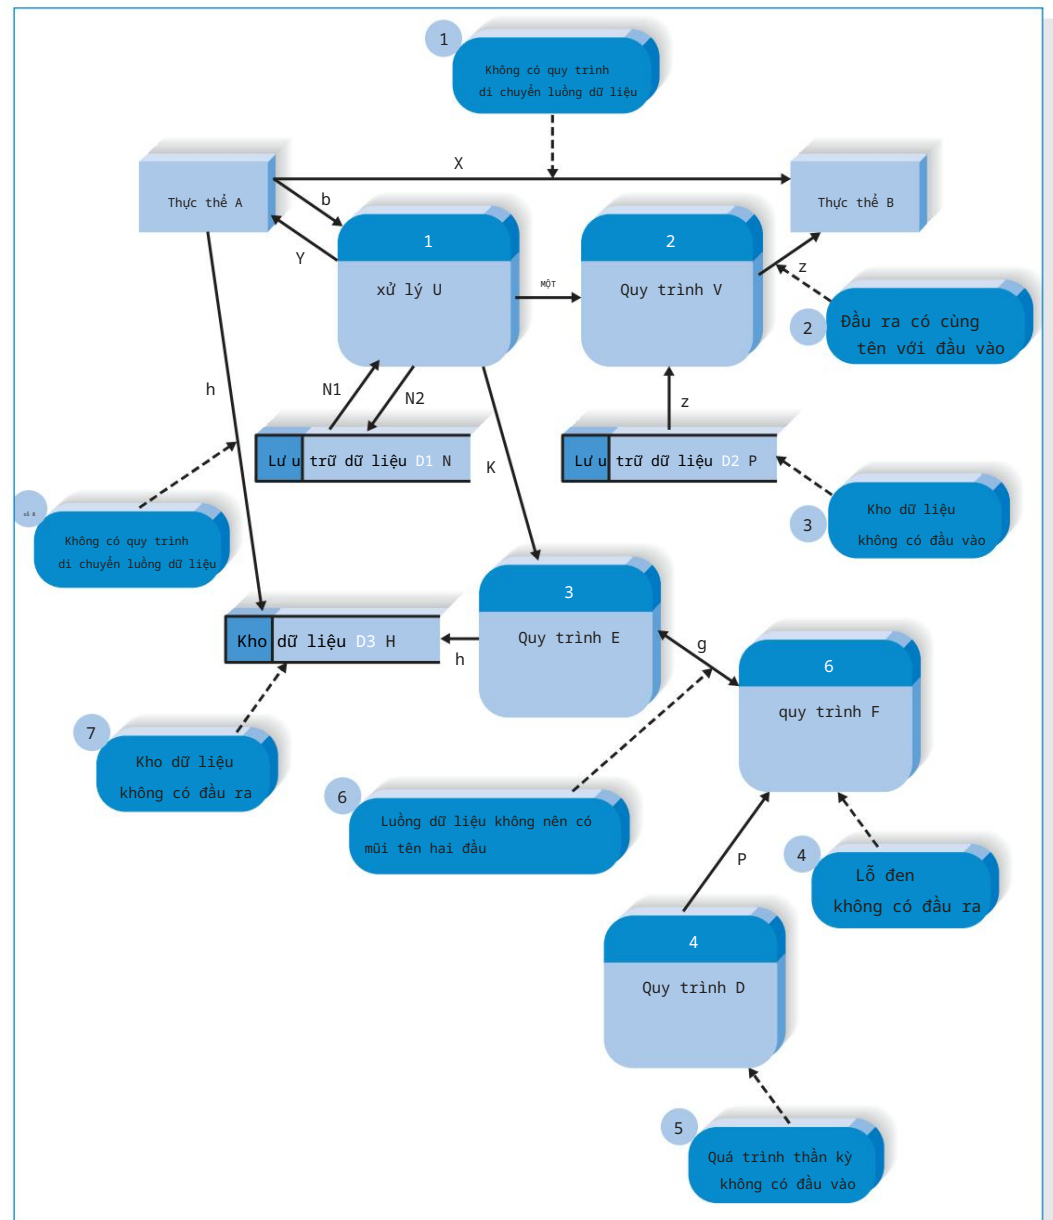 1
Không có quy trình
di chuyển luồng dữ liệu
X
Thực thể A
Thực thể B
b
Y
1
xử lý U
MỘT
2
Quy trình V
z
2
Đầu ra có cùng
tên với đầu vào
h
N1
N2
z
K
Lưu trữ dữ liệu D1 N
Lưu trữ dữ liệu D2 P
3
Kho dữ liệu
không có đầu vào
Không có quy trình
di chuyển luồng dữ liệu
3
Quy trình E
Kho dữ liệu D3 H
h
g
6
quy trình F
7
Kho dữ liệu
không có đầu ra
6
Luồng dữ liệu không nên có
mũi tên hai đầu
P
4
Lỗ đen
không có đầu ra
4
Quy trình D
5
Quá trình thần kỳ
không có đầu vào